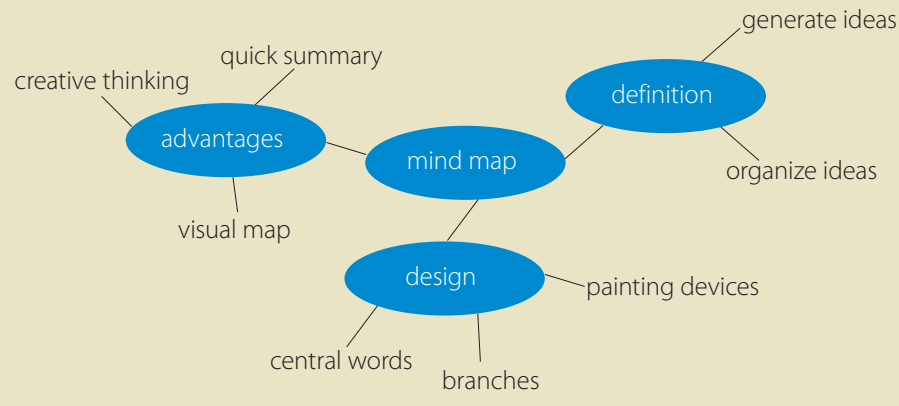 generate ideas
quick summary
creative thinking
definition
advantages
mind map
organize ideas
visual map
design
painting devices
central words
branches